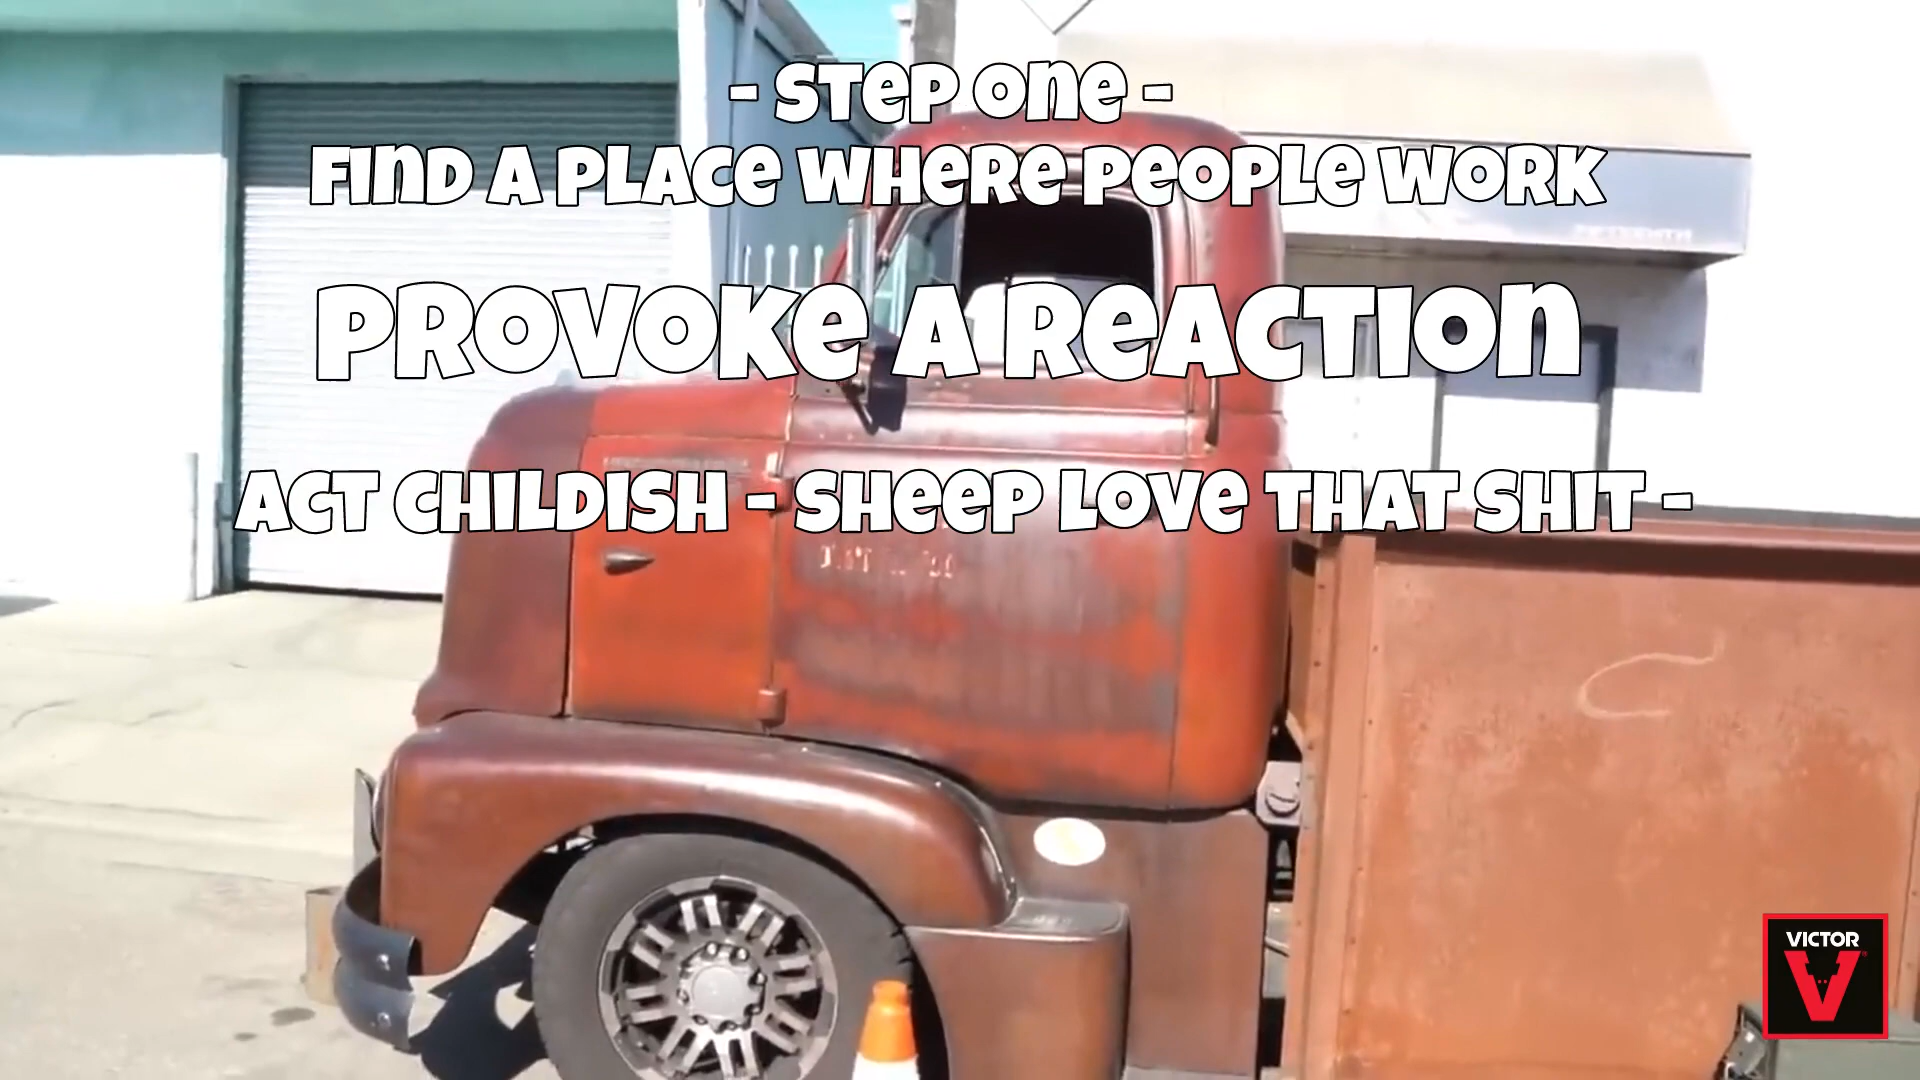 - STEP ONE -
FIND A PLACE WHERE PEOPLE WORK
PROVOKE A REACTION
ACT CHILDISH - SHEEP LOVE THAT SHIT -
VICTOR
V